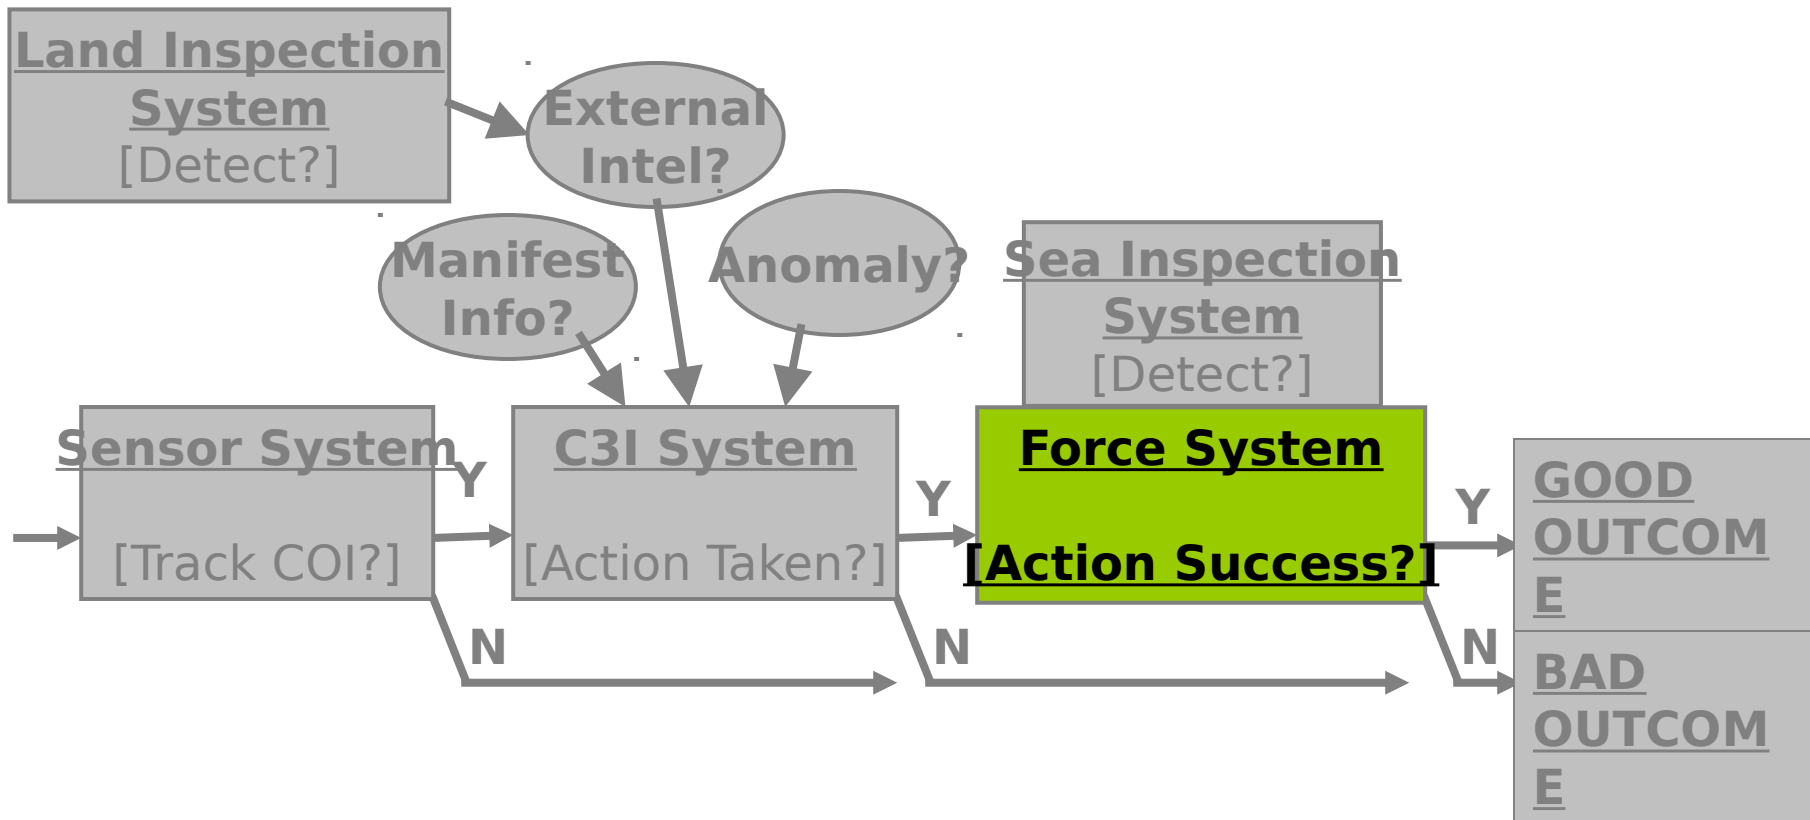 Land Inspection
System
[Detect?]
External
Intel?
Manifest
Info?
Anomaly?
Sea Inspection
System
[Detect?]
Sensor System
[Track COI?]
Y
N
C3I System
[Action Taken?]
Y
N
Force System
[Action Success?]
Y
N
GOOD
OUTCOM
E
BAD
OUTCOM
E